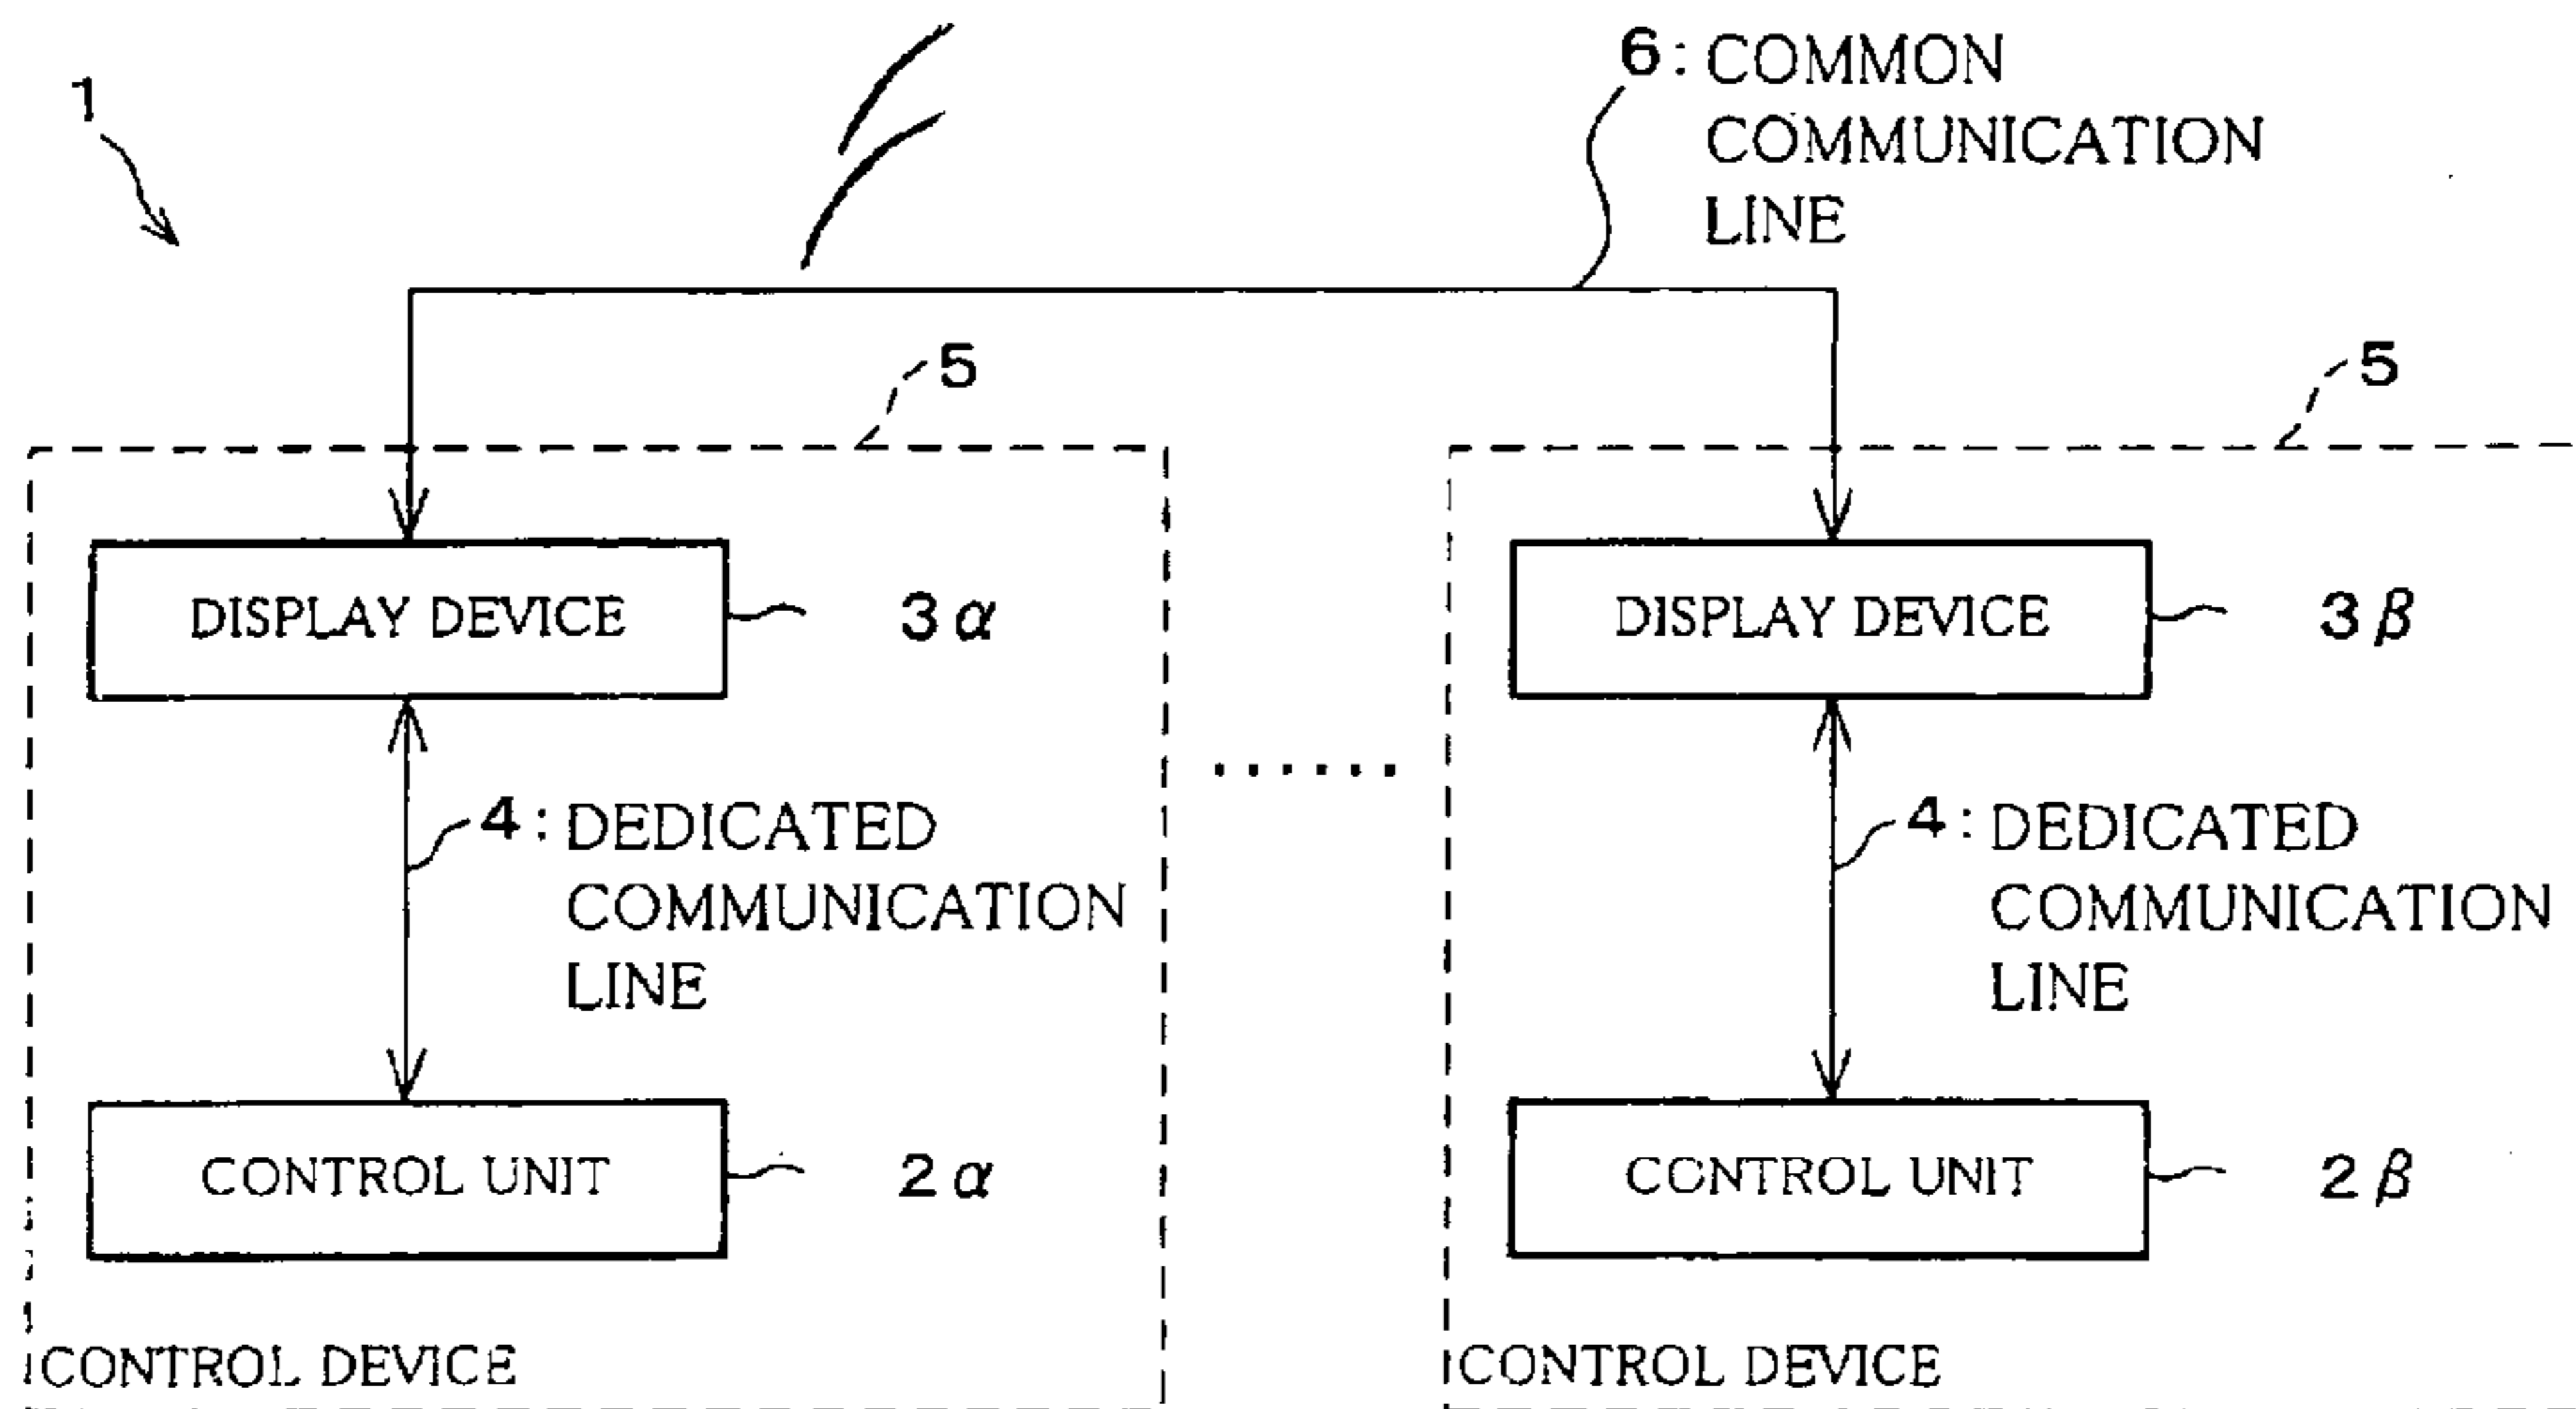 1
6: COMMON
COMMUNICATION
LINE
5
5
DISPLAY DEVICE
3α
DISPLAY DEVICE
3β
4: DEDICATED
COMMUNICATION
LINE
4: DEDICATED
COMMUNICATION
LINE
CONTROL UNIT
2α
CONTROL UNIT
2β
CONTROL DEVICE
CONTROL DEVICE